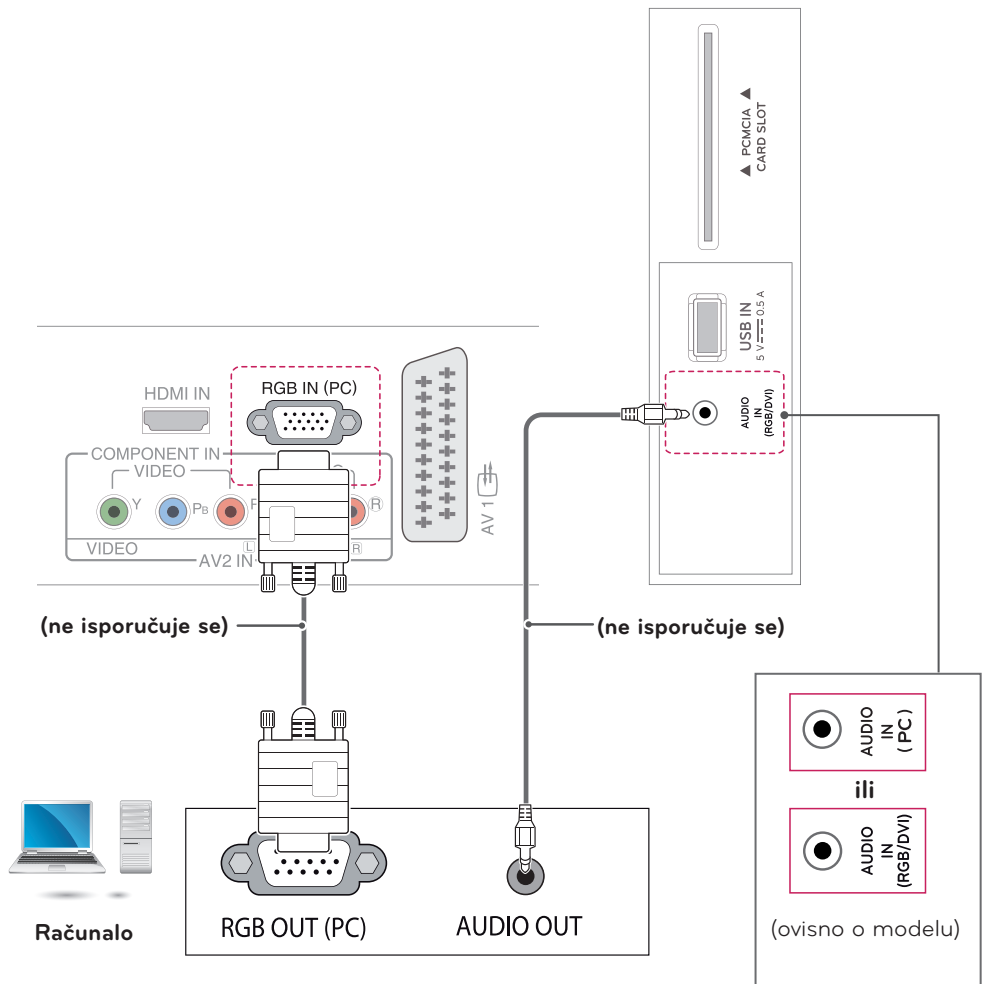 ▲ PCMCIA ▲
CARD SLOT
USB IN
5 V 0.5 A
AUDIO
IN
(RGB/DVI)
HDMI IN
RGB IN (PC)
COMPONENT IN
VIDEO
Y
PB
R
VIDEO
L
R
AV2 IN
AV 1
(ne isporučuje se)
(ne isporučuje se)
AUDIO
IN
(PC)
ili
AUDIO
IN
(RGB/DVI)
(ovisno o modelu)
Računalo
RGB OUT (PC)
AUDIO OUT